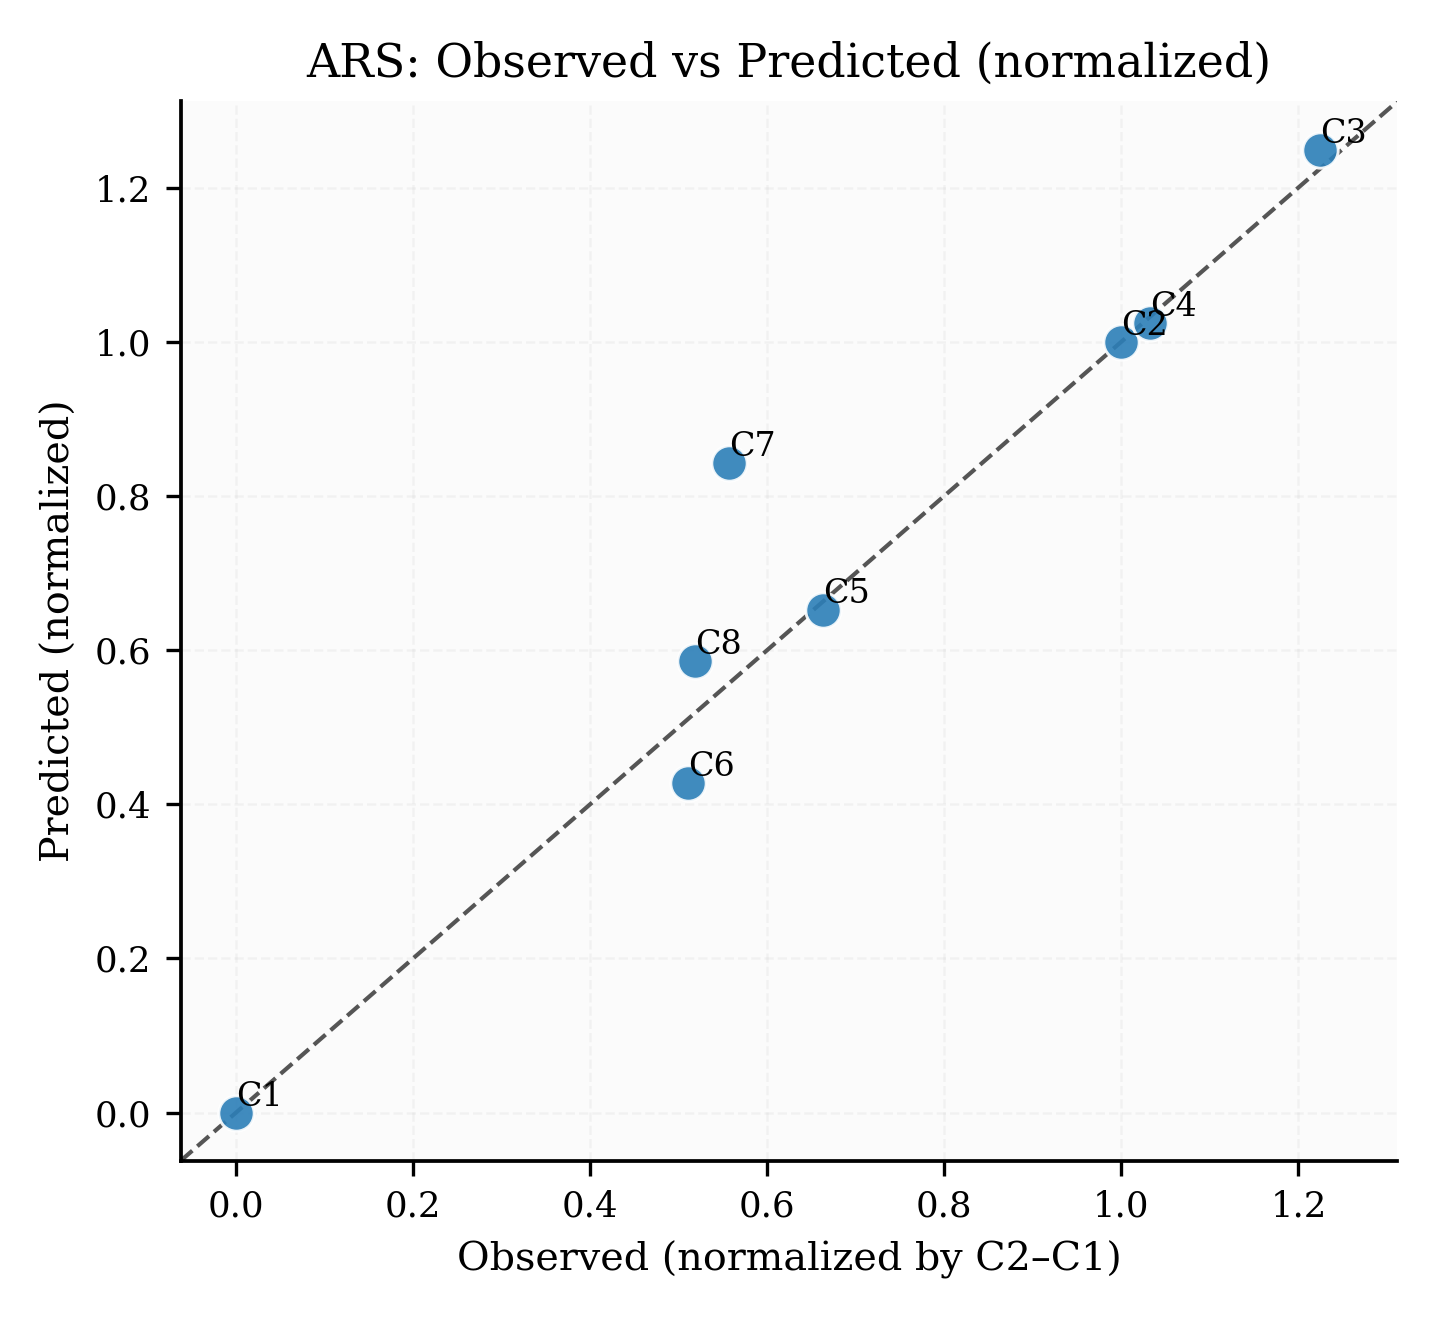 ARS: Observed vs Predicted (normalized)
Predicted (normalized)
1.2
1.0
0.8
0.6
0.4
0.2
0.0
C3
C4
C2
C7
C5
C8
C6
C1
0.0 0.2 0.4 0.6 0.8 1.0 1.2
Observed (normalized by C2–C1)